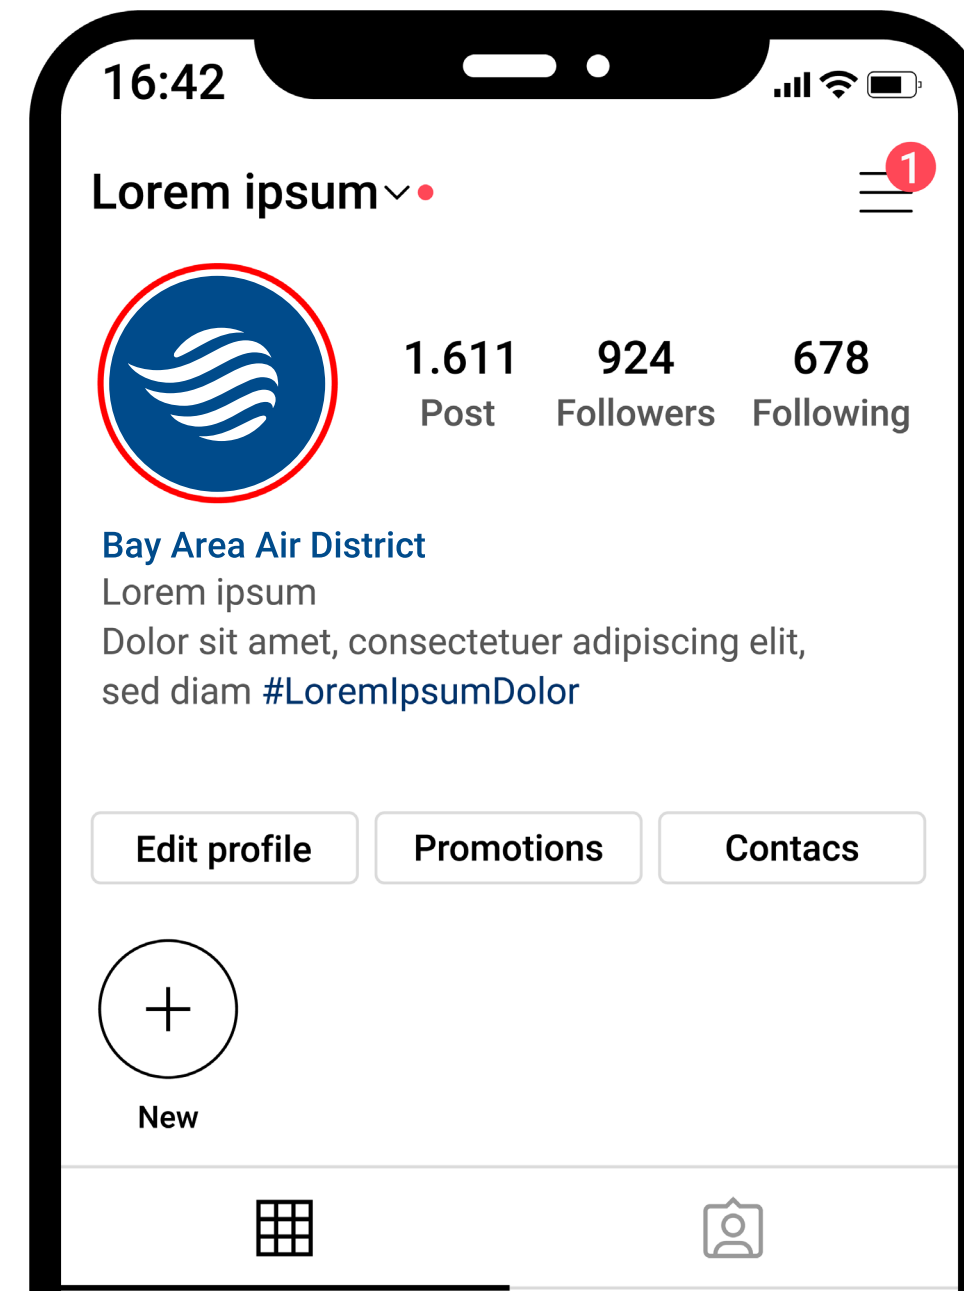 16:42
Lorem ipsum
1
1.611 924 678
Post Followers Following
Bay Area Air District
Lorem ipsum
Dolor sit amet, consectetuer adipiscing elit,
sed diam #LoremIpsumDolor
Edit profile Promotions Contacs
New